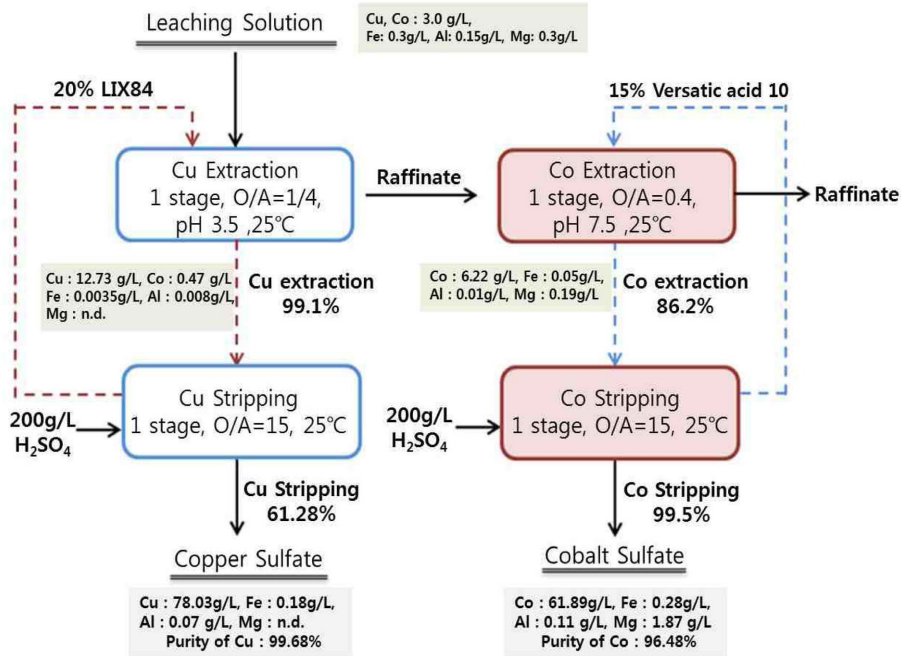 Leaching Solution
Cu, Co : 3.0 g/L,
Fe: 0.3g/L, Al: 0.15g/L, Mg: 0.3g/L
20% LIX84
15% Versatic acid 10
Cu Extraction
1 stage, O/A=1/4,
pH 3.5 ,25℃
Raffinate
Co Extraction
1 stage, O/A=0.4,
pH 7.5 ,25℃
Raffinate
Cu : 12.73 g/L, Co : 0.47 g/L
Fe : 0.0035g/L, Al : 0.008g/L,
Mg : n.d.
Cu extraction
99.1%
Co : 6.22 g/L, Fe : 0.05g/L,
Al : 0.01g/L, Mg : 0.19g/L
Co extraction
86.2%
200g/L
H₂SO₄
Cu Stripping
1 stage, O/A=15, 25℃
200g/L
H₂SO₄
Co Stripping
1 stage, O/A=15, 25℃
Cu Stripping
61.28%
Co Stripping
99.5%
Copper Sulfate
Cobalt Sulfate
Cu : 78.03g/L, Fe : 0.18g/L,
Al : 0.07 g/L, Mg : n.d.
Purity of Cu : 99.68%
Co : 61.89g/L, Fe : 0.28g/L,
Al : 0.11 g/L, Mg : 1.87 g/L
Purity of Co : 96.48%